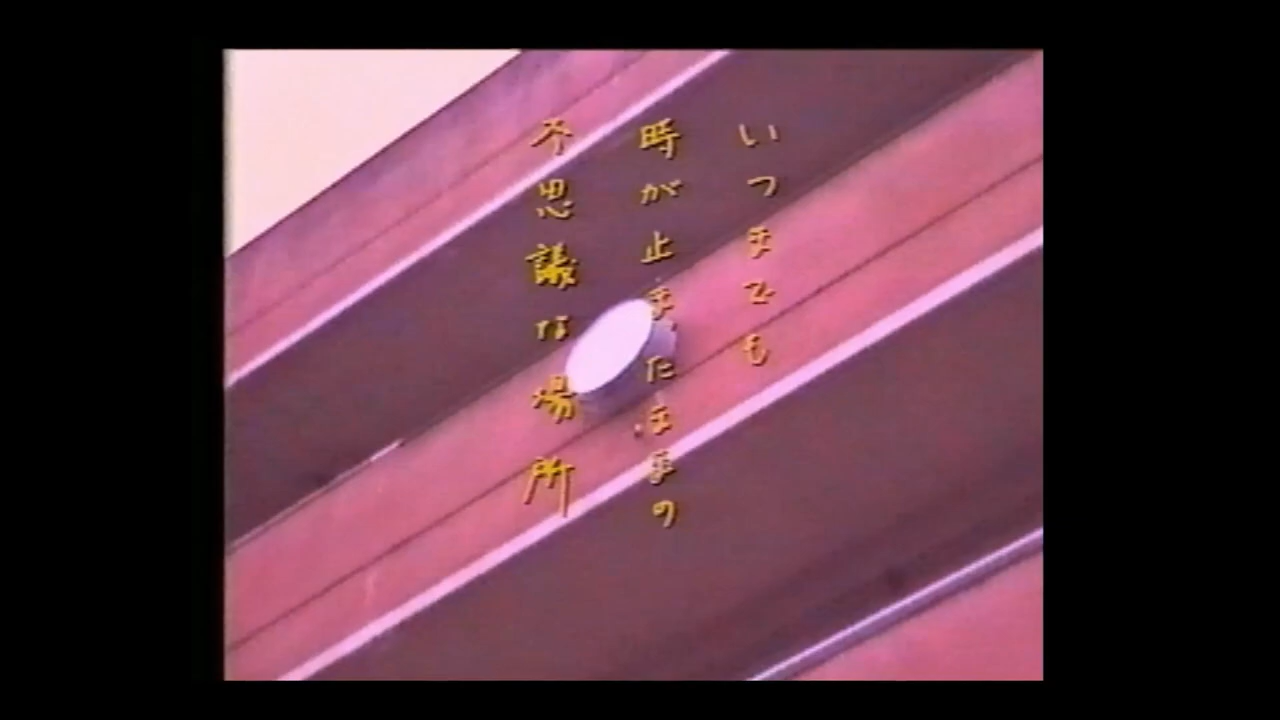 いつまでも
時が止まったままの
不思議な場所